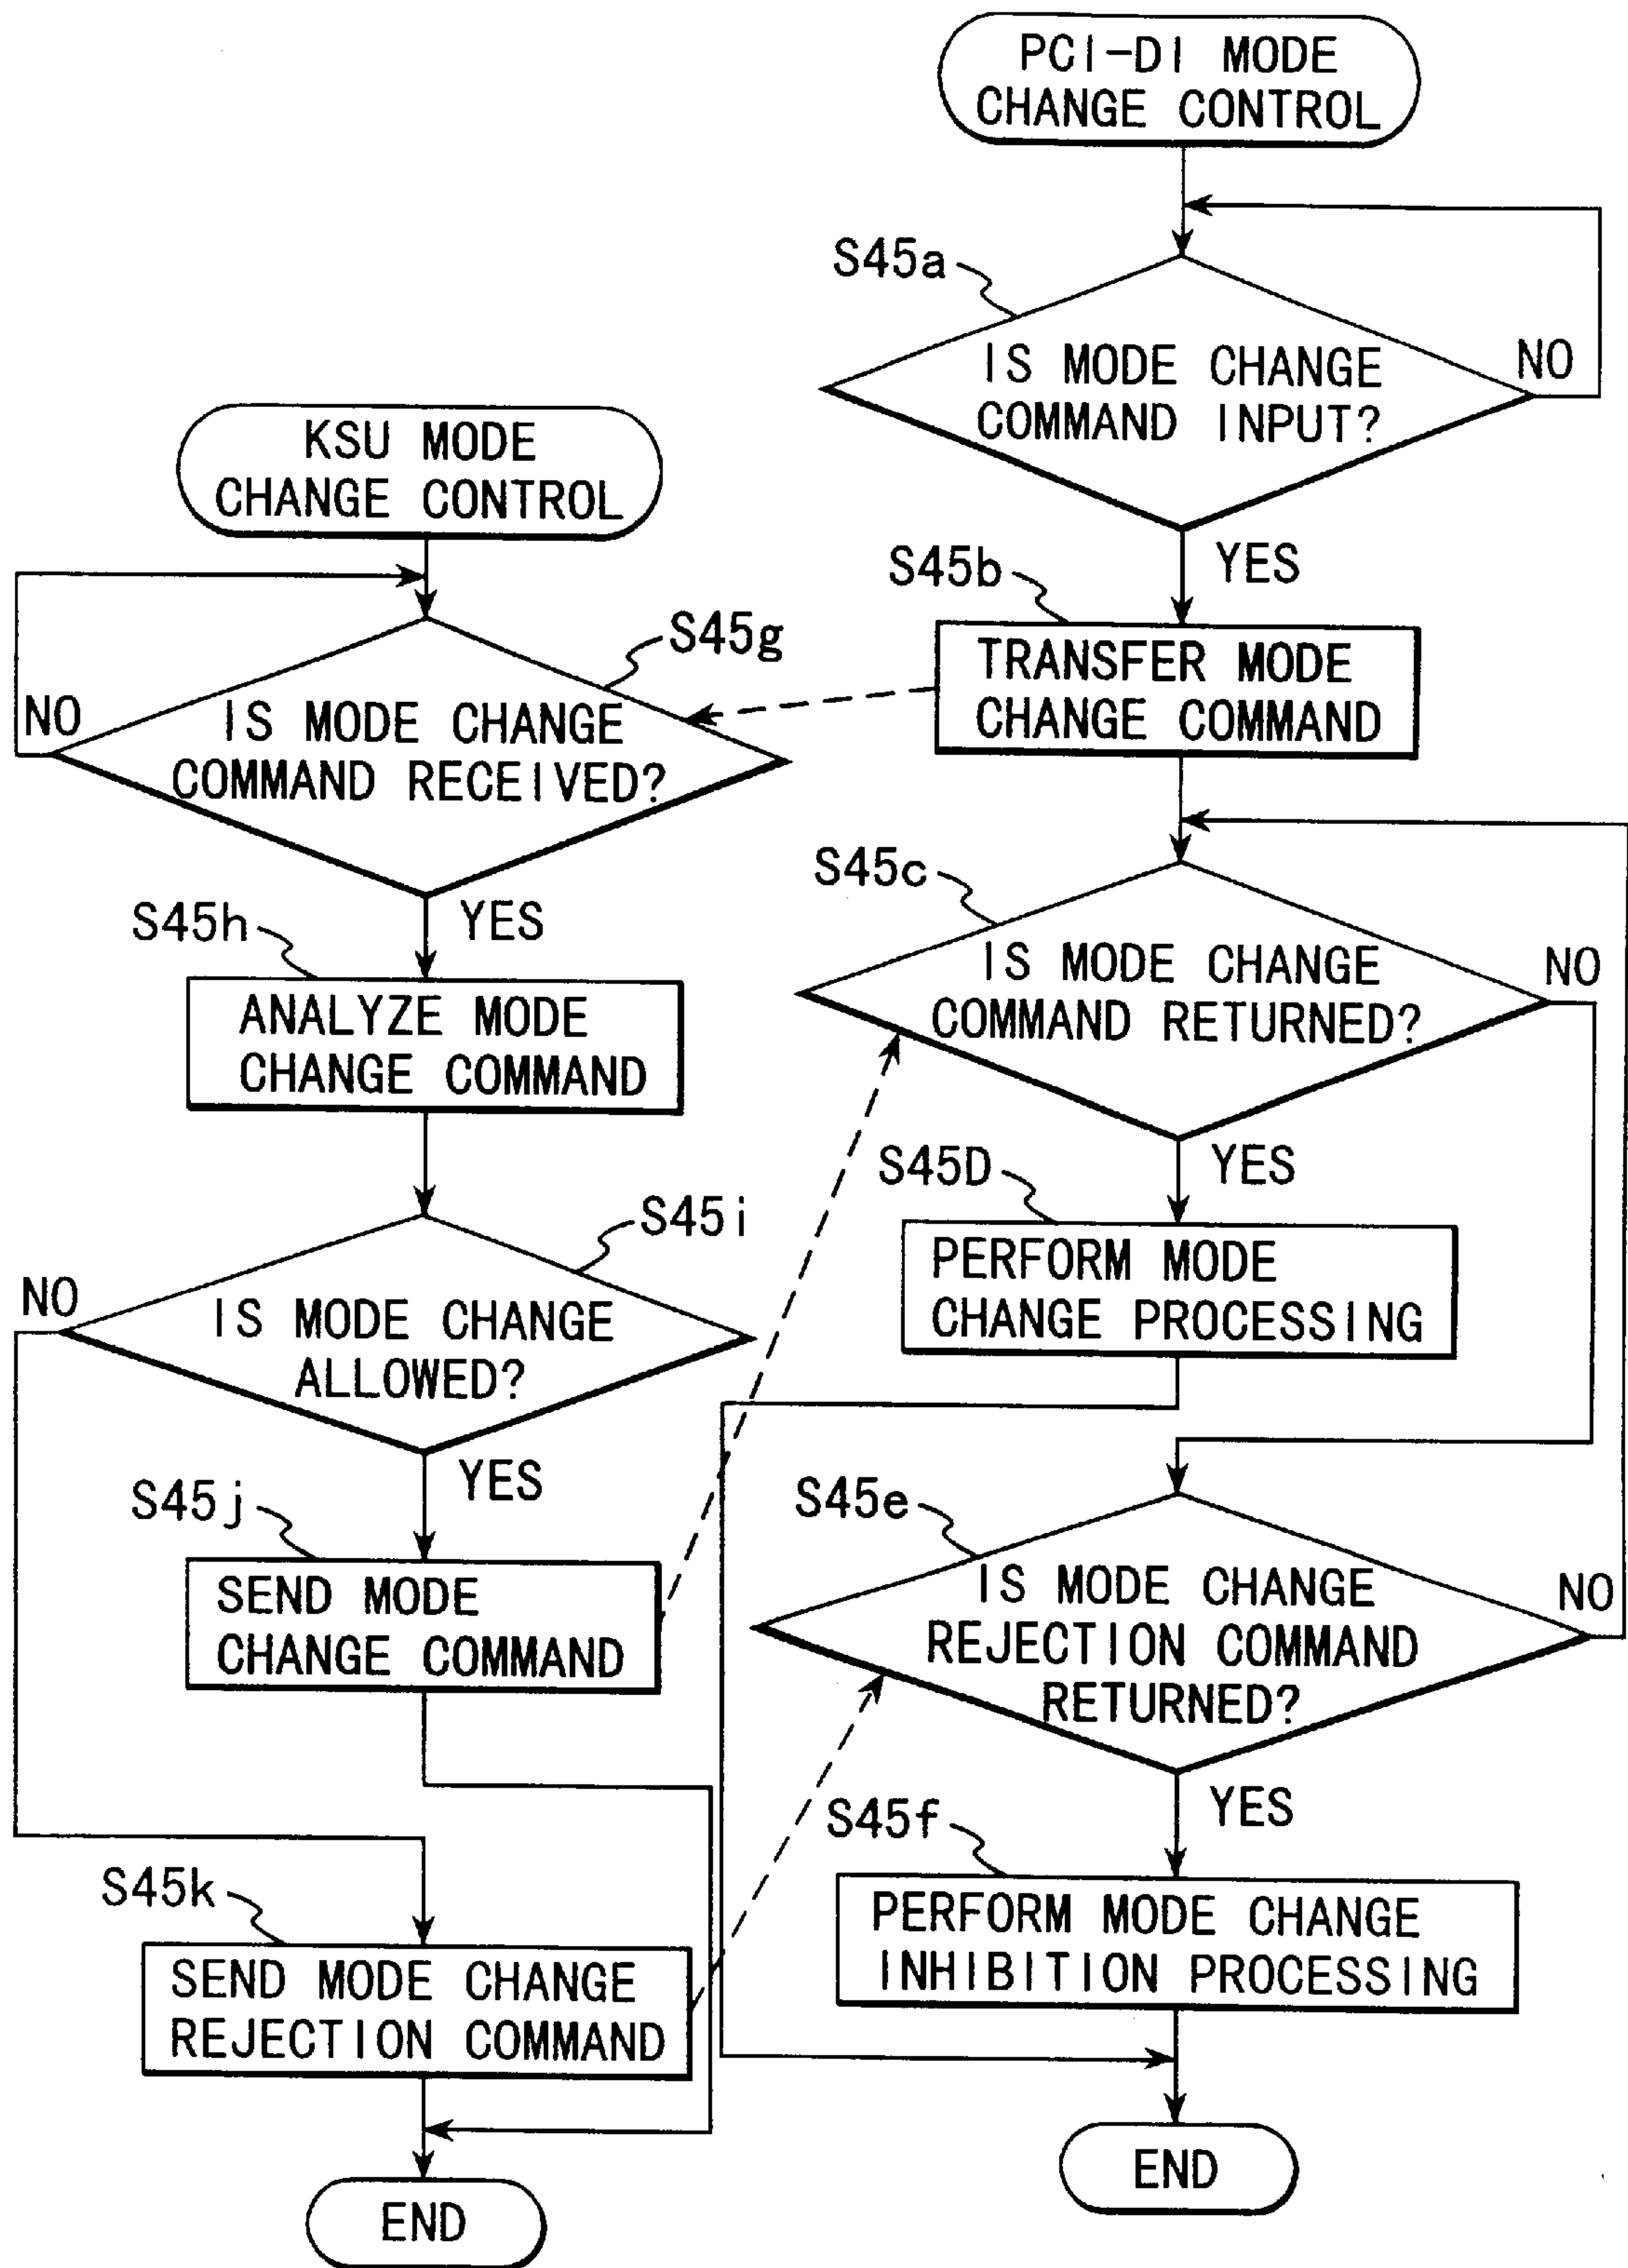 PCI-DI MODE
CHANGE CONTROL
S45a
IS MODE CHANGE
COMMAND INPUT?
NO
YES
S45b
TRANSFER MODE
CHANGE COMMAND
S45c
IS MODE CHANGE
COMMAND RETURNED?
NO
YES
S45D
PERFORM MODE
CHANGE PROCESSING
S45e
IS MODE CHANGE
REJECTION COMMAND
RETURNED?
NO
YES
S45f
PERFORM MODE CHANGE
INHIBITION PROCESSING
END
KSU MODE
CHANGE CONTROL
S45g
IS MODE CHANGE
COMMAND RECEIVED?
NO
YES
S45h
ANALYZE MODE
CHANGE COMMAND
S45i
IS MODE CHANGE
ALLOWED?
NO
YES
S45j
SEND MODE
CHANGE COMMAND
S45k
SEND MODE CHANGE
REJECTION COMMAND
END